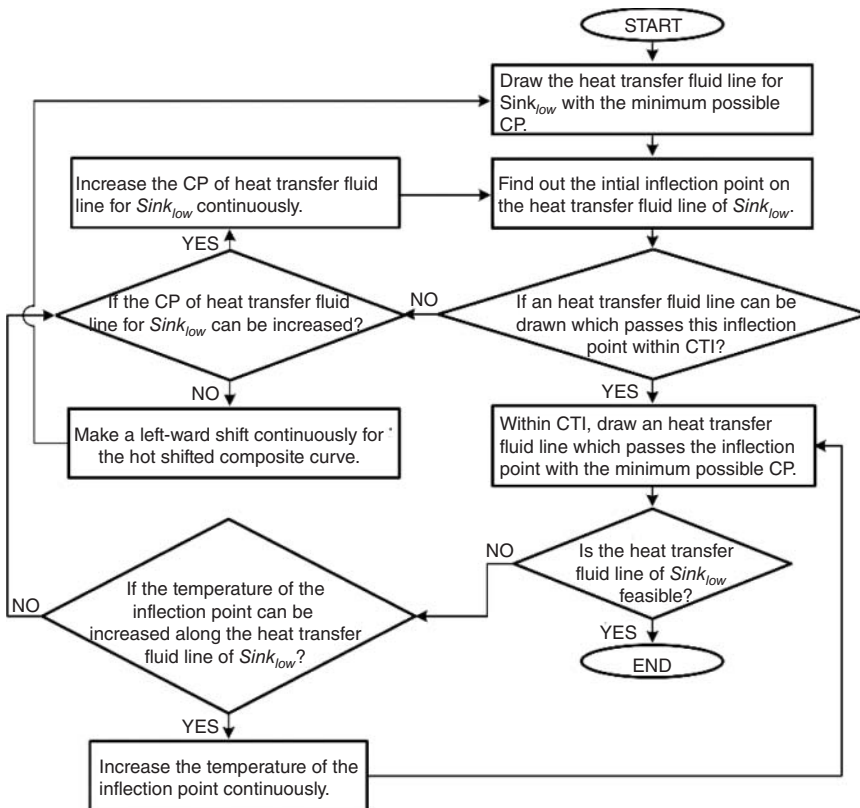 START
Draw the heat transfer fluid line for
Sinklow with the minimum possible
CP.
Increase the CP of heat transfer fluid
line for Sinklow continuously.
Find out the intial inflection point on
the heat transfer fluid line of Sinklow.
YES
If the CP of heat transfer fluid
line for Sinklow can be increased?
NO
If an heat transfer fluid line can be
drawn which passes this inflection
point within CTI?
NO
YES
Make a left-ward shift continuously for
the hot shifted composite curve.
Within CTI, draw an heat transfer
fluid line which passes the inflection
point with the minimum possible CP.
NO
Is the heat transfer
fluid line of Sinklow
feasible?
YES
END
If the temperature of the
inflection point can be
increased along the heat transfer
fluid line of Sinklow?
NO
YES
Increase the temperature of the
inflection point continuously.